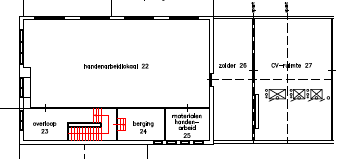 handenarbeidlokaal 22
zolder 26
CV-ruimte 27
overloop
23
berging
24
materialen
handen-
arbeid
25